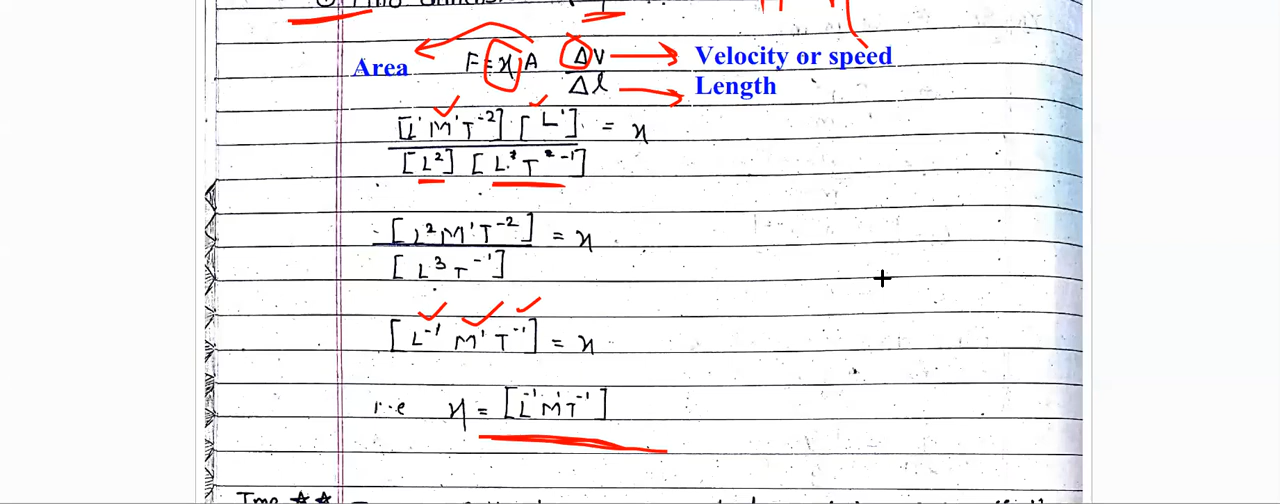 Area F = η A ΔV Velocity or speed
Δl Length
[L¹ M¹ T⁻²] [L¹] = η
[L²] [L¹ T⁻¹]
[L² M¹ T⁻²] = η
[L³ T⁻¹]
[L⁻¹ M¹ T⁻¹] = η
i.e η = [L⁻¹ M¹ T⁻¹]
Imp ☆☆